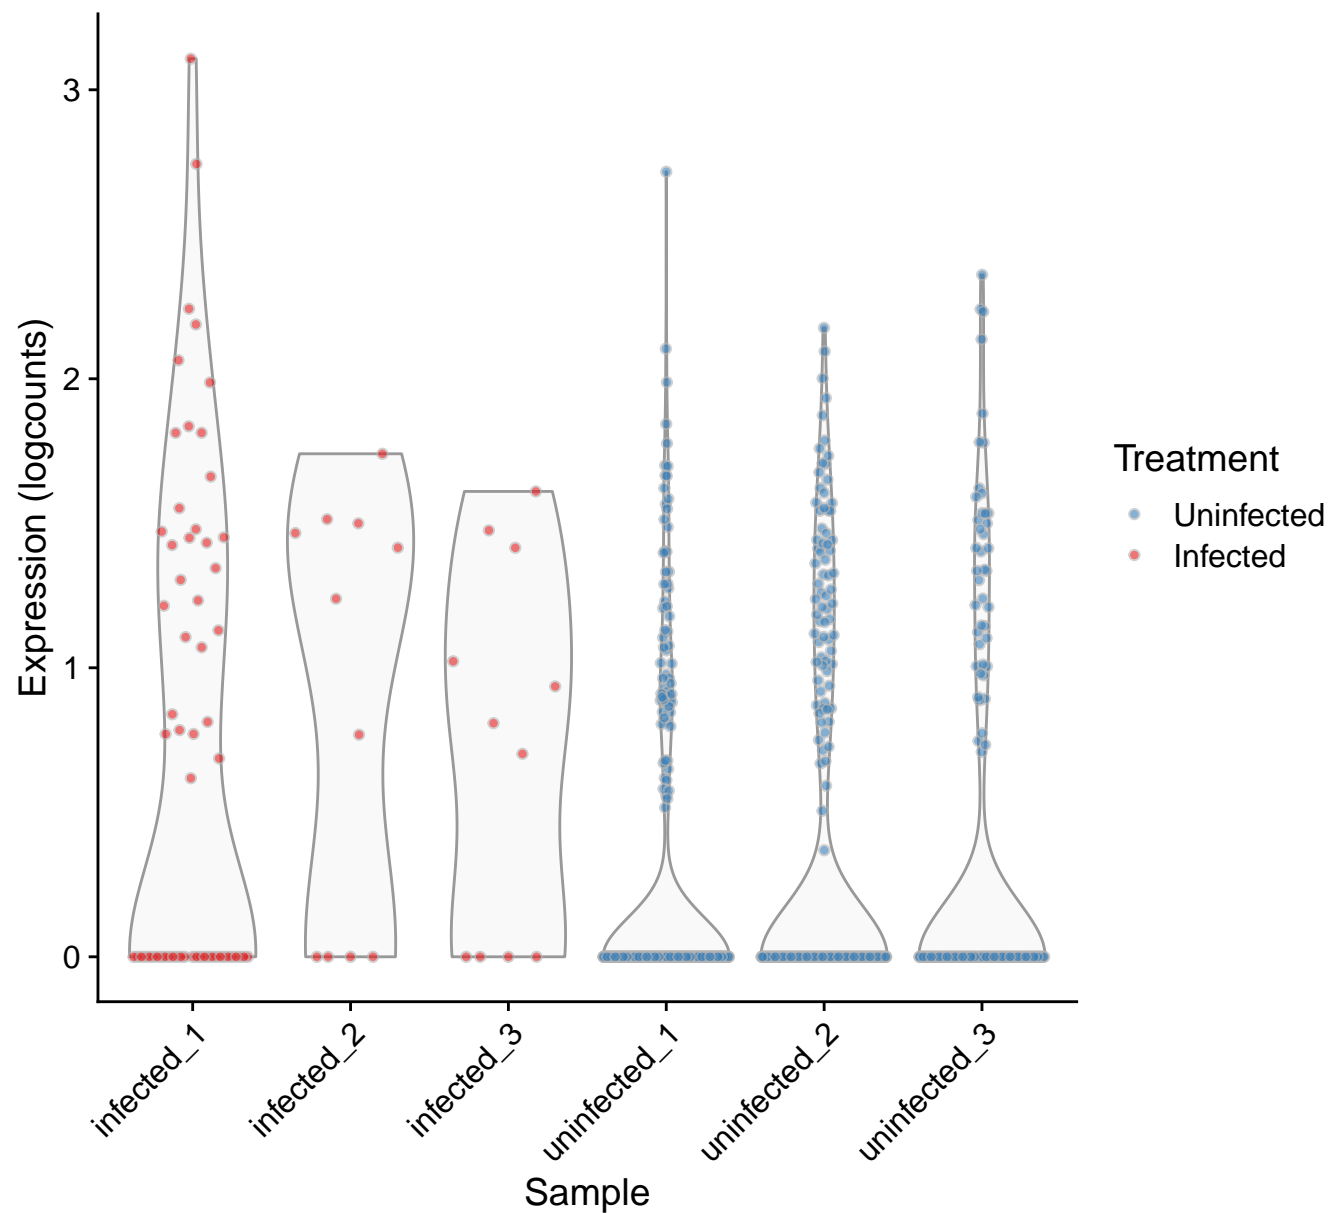 Expression (logcounts)
3
2
1
0
infected_1
infected_2
infected_3
uninfected_1
uninfected_2
uninfected_3
Sample
Treatment
Uninfected
Infected